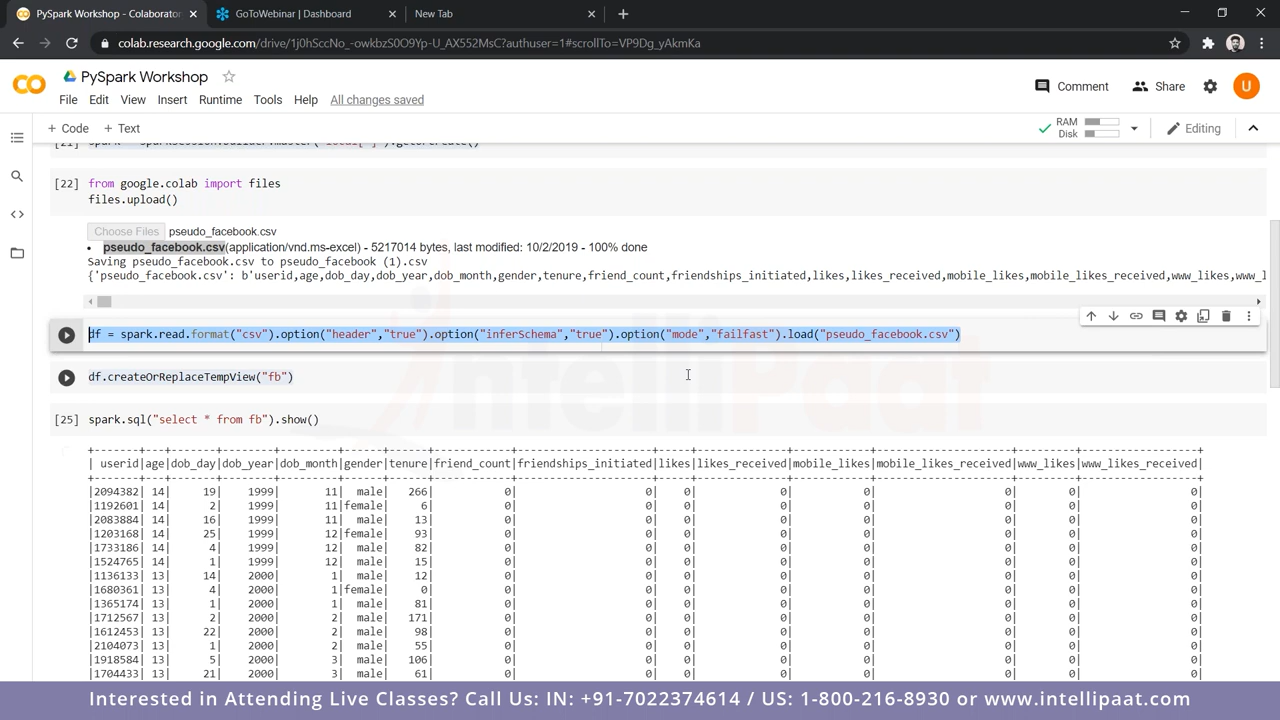 PySpark Workshop - Colaborator
GoToWebinar | Dashboard
New Tab
colab.research.google.com/drive/1j0hSccNo_-owkbzS0O9Yp-U_AX552MsC?authuser=1#scrollTo=VP9Dg_yAkmKa
PySpark Workshop
Comment
Share
U
File Edit View Insert Runtime Tools Help All changes saved
+ Code + Text
RAM
Disk
Editing
[21] spark = SparkSession.builder.master("local[*]").getOrCreate()
[22] from google.colab import files
files.upload()
Choose Files pseudo_facebook.csv
• pseudo_facebook.csv(application/vnd.ms-excel) - 5217014 bytes, last modified: 10/2/2019 - 100% done
Saving pseudo_facebook.csv to pseudo_facebook (1).csv
{'pseudo_facebook.csv': b'userid,age,dob_day,dob_year,dob_month,gender,tenure,friend_count,friendships_initiated,likes,likes_received,mobile_likes,mobile_likes_received,www_likes,www_l
df = spark.read.format("csv").option("header","true").option("inferSchema","true").option("mode","failfast").load("pseudo_facebook.csv")
df.createOrReplaceTempView("fb")
[25] spark.sql("select * from fb").show()
| userid|age|dob_day|dob_year|dob_month|gender|tenure|friend_count|friendships_initiated|likes|likes_received|mobile_likes|mobile_likes_received|www_likes|www_likes_received|
|2094382| 14| 19| 1999| 11| male| 266| 0| 0| 0| 0| 0| 0| 0| 0|
|1192601| 14| 2| 1999| 11|female| 6| 0| 0| 0| 0| 0| 0| 0| 0|
|2083884| 14| 16| 1999| 11| male| 13| 0| 0| 0| 0| 0| 0| 0| 0|
|1203168| 14| 25| 1999| 12|female| 93| 0| 0| 0| 0| 0| 0| 0| 0|
|1733186| 14| 4| 1999| 12| male| 82| 0| 0| 0| 0| 0| 0| 0| 0|
|1524765| 14| 1| 1999| 12| male| 15| 0| 0| 0| 0| 0| 0| 0| 0|
|1136133| 13| 14| 2000| 1| male| 12| 0| 0| 0| 0| 0| 0| 0| 0|
|1680361| 13| 4| 2000| 1|female| 0| 0| 0| 0| 0| 0| 0| 0| 0|
|1365174| 13| 1| 2000| 1| male| 81| 0| 0| 0| 0| 0| 0| 0| 0|
|1712567| 13| 2| 2000| 2| male| 171| 0| 0| 0| 0| 0| 0| 0| 0|
|1612453| 13| 22| 2000| 2| male| 98| 0| 0| 0| 0| 0| 0| 0| 0|
|2104073| 13| 1| 2000| 2| male| 55| 0| 0| 0| 0| 0| 0| 0| 0|
|1918584| 13| 5| 2000| 3| male| 106| 0| 0| 0| 0| 0| 0| 0| 0|
|1704433| 13| 21| 2000| 3| male| 61| 0| 0| 0| 0| 0| 0| 0| 0|
intelliPaat
Interested in Attending Live Classes? Call Us: IN: +91-7022374614 / US: 1-800-216-8930 or www.intellipaat.com